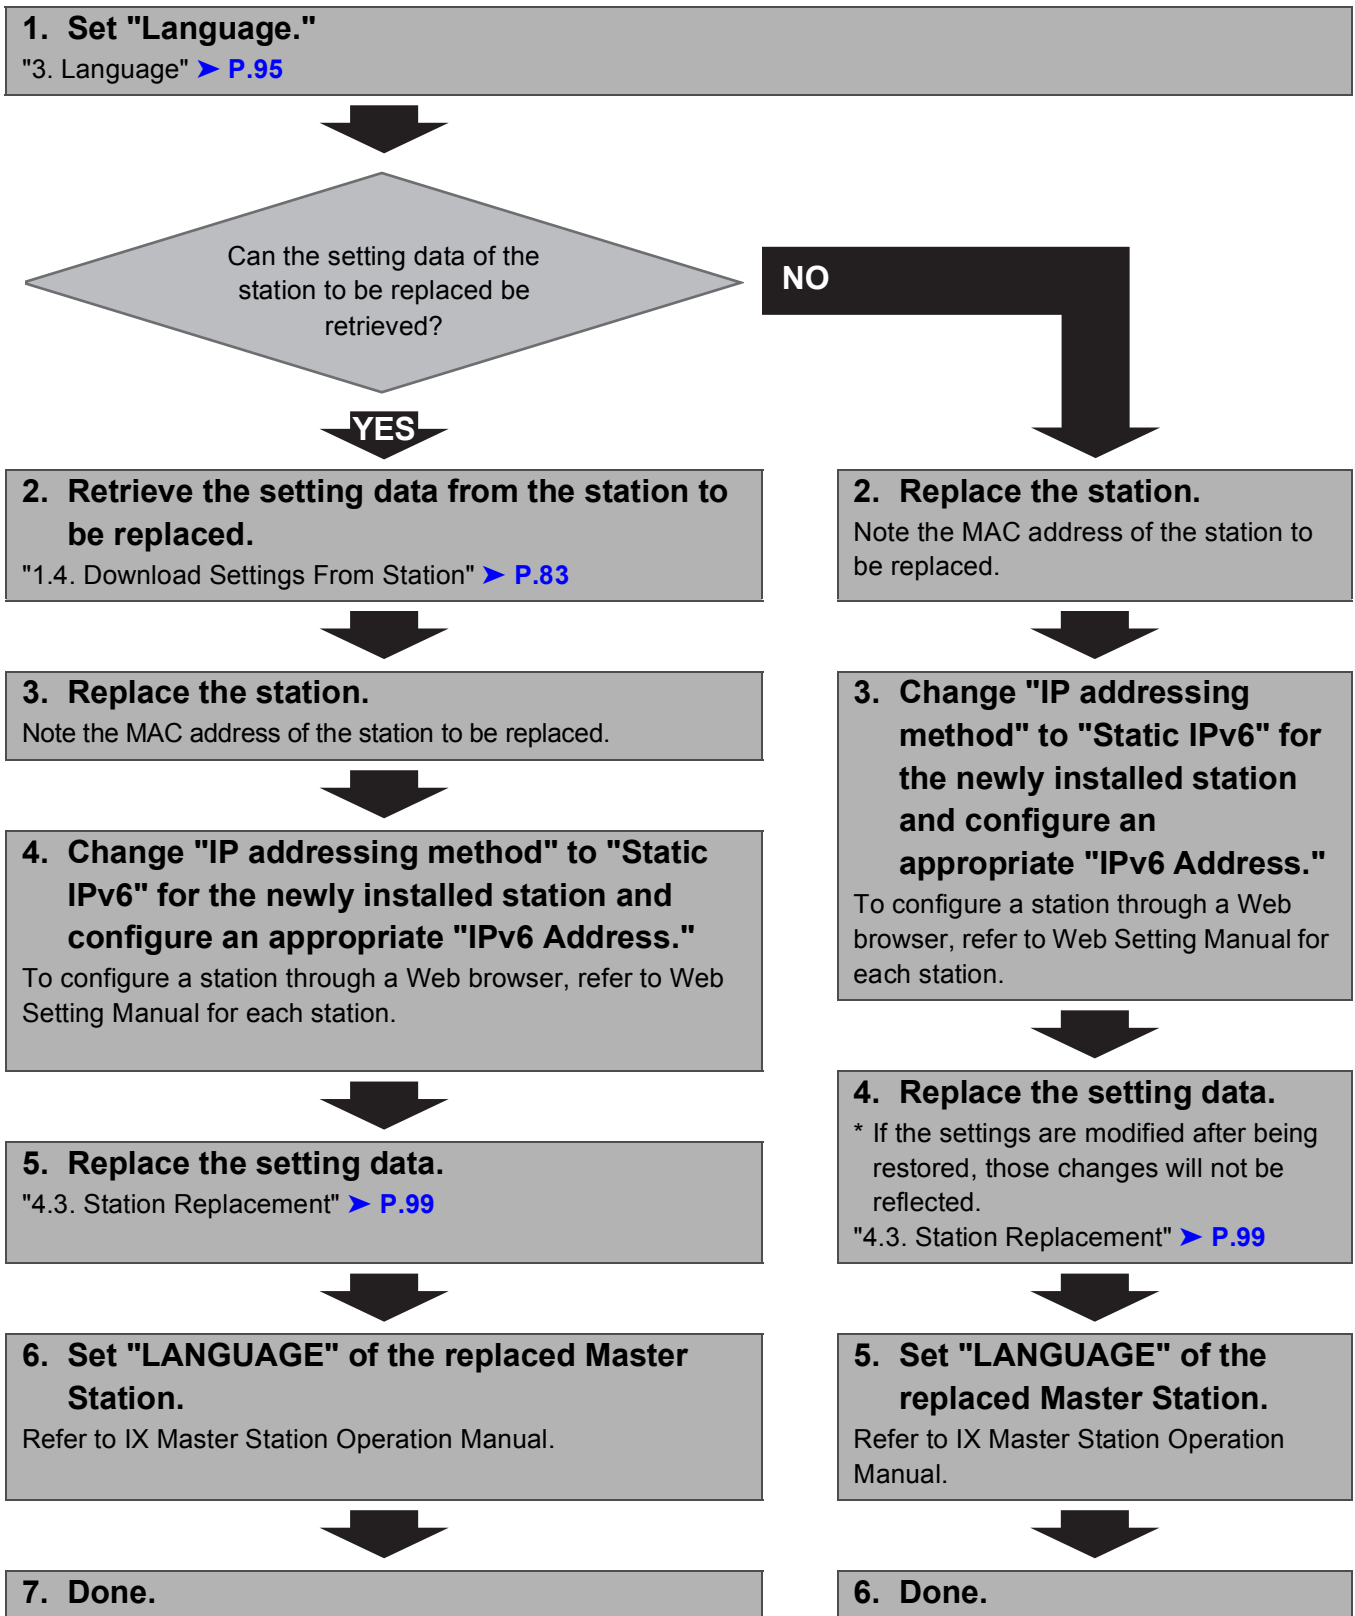 1. Set "Language."
"3. Language" ➤ P.95
Can the setting data of the
station to be replaced be
retrieved?
NO
YES
2. Retrieve the setting data from the station to
be replaced.
"1.4. Download Settings From Station" ➤ P.83
3. Replace the station.
Note the MAC address of the station to be replaced.
4. Change "IP addressing method" to "Static
IPv6" for the newly installed station and
configure an appropriate "IPv6 Address."
To configure a station through a Web browser, refer to Web
Setting Manual for each station.
5. Replace the setting data.
"4.3. Station Replacement" ➤ P.99
6. Set "LANGUAGE" of the replaced Master
Station.
Refer to IX Master Station Operation Manual.
7. Done.
2. Replace the station.
Note the MAC address of the station to
be replaced.
3. Change "IP addressing
method" to "Static IPv6" for
the newly installed station
and configure an
appropriate "IPv6 Address."
To configure a station through a Web
browser, refer to Web Setting Manual for
each station.
4. Replace the setting data.
* If the settings are modified after being
restored, those changes will not be
reflected.
"4.3. Station Replacement" ➤ P.99
5. Set "LANGUAGE" of the
replaced Master Station.
Refer to IX Master Station Operation
Manual.
6. Done.